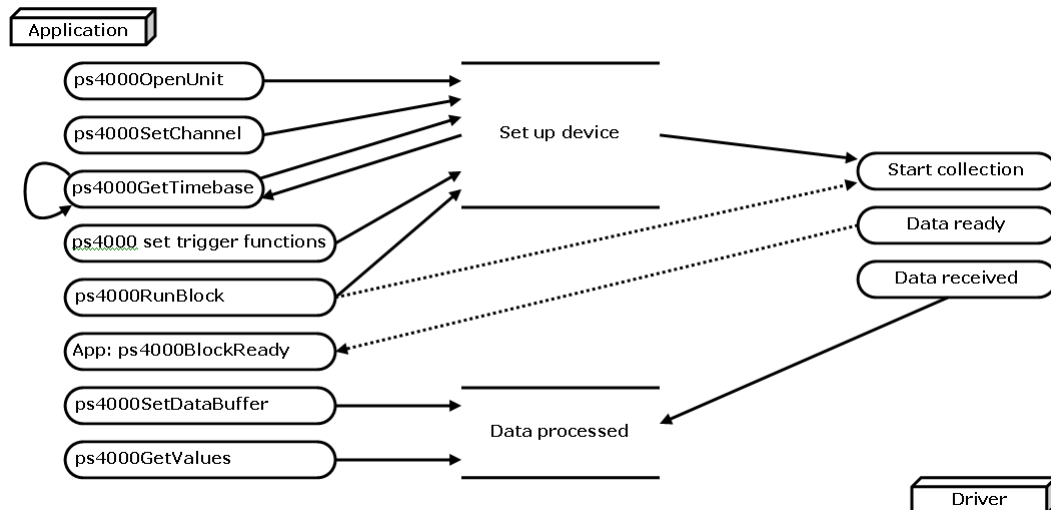 Application
ps4000OpenUnit
ps4000SetChannel
Set up device
ps4000GetTimebase
Start collection
ps4000 set trigger functions
Data ready
ps4000RunBlock
Data received
App: ps4000BlockReady
ps4000SetDataBuffer
Data processed
ps4000GetValues
Driver